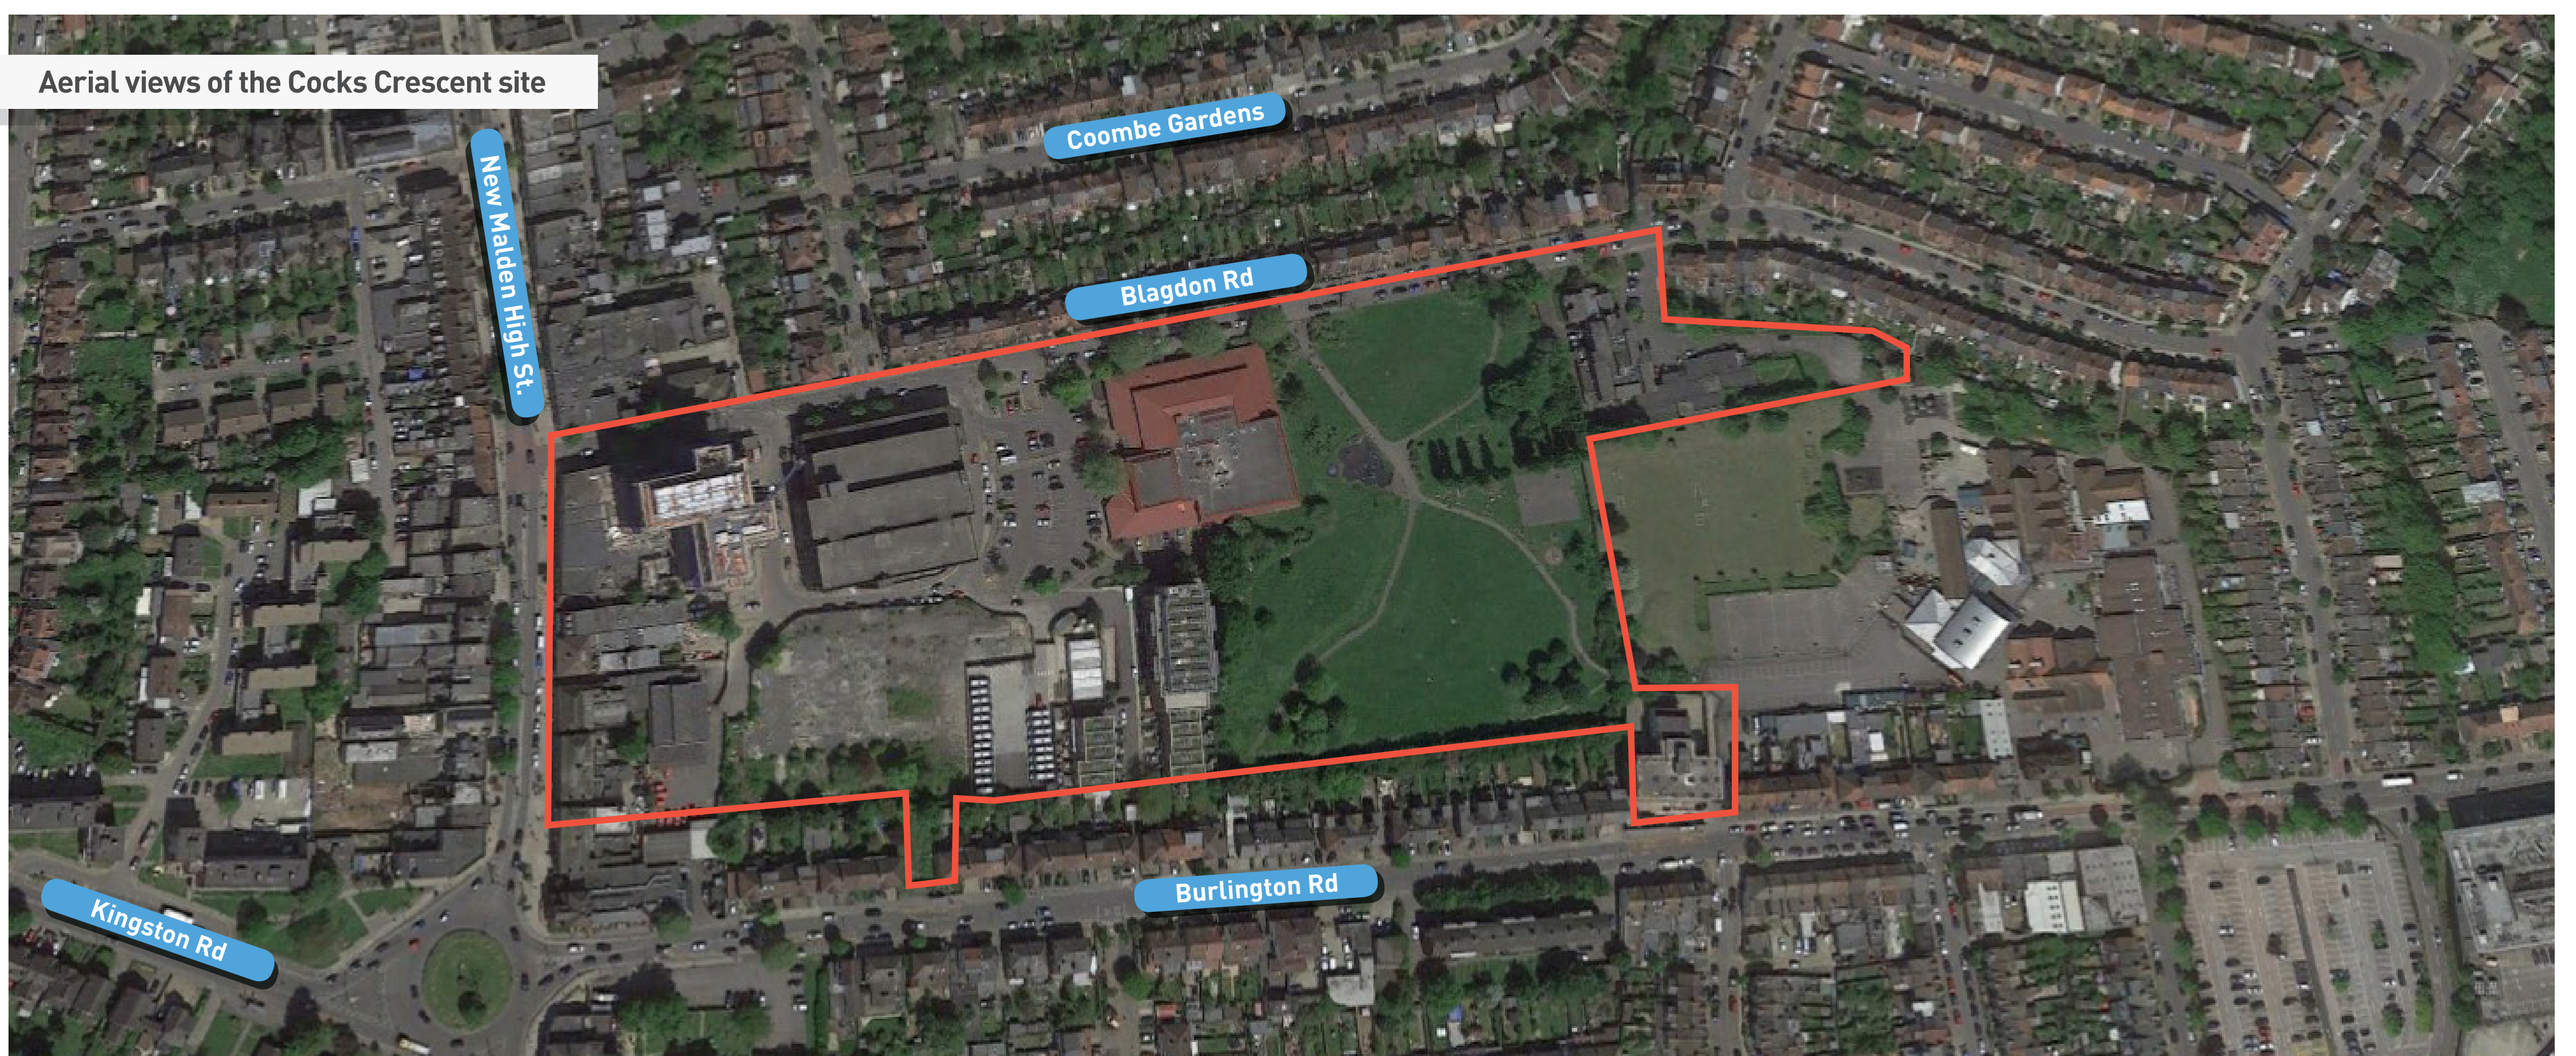 Aerial views of the Cocks Crescent site
Coombe Gardens
New Malden High St.
Blagdon Rd
Burlington Rd
Kingston Rd